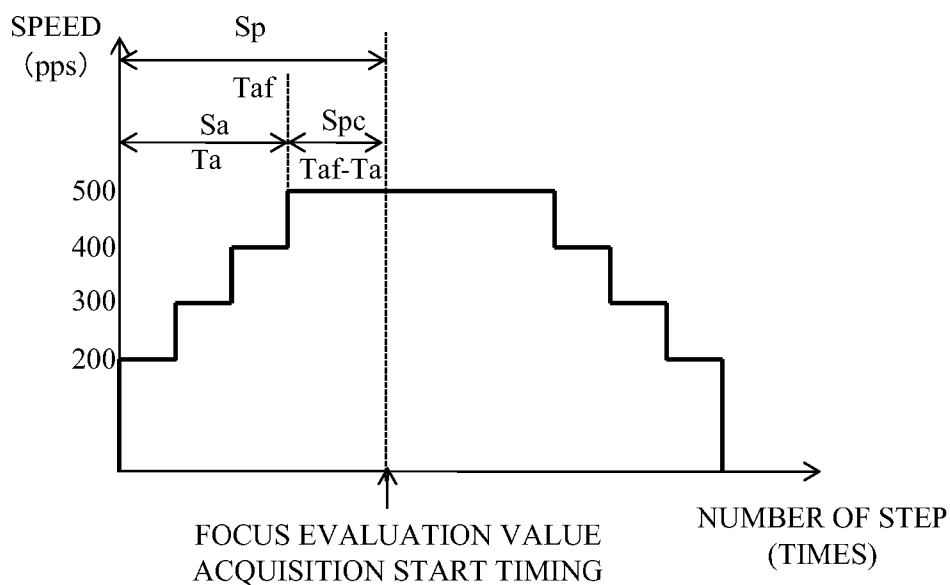 SPEED
(pps)
Sp
Taf
Sa
Spc
Ta
Taf-Ta
500
400
300
200
FOCUS EVALUATION VALUE
ACQUISITION START TIMING
NUMBER OF STEP
(TIMES)